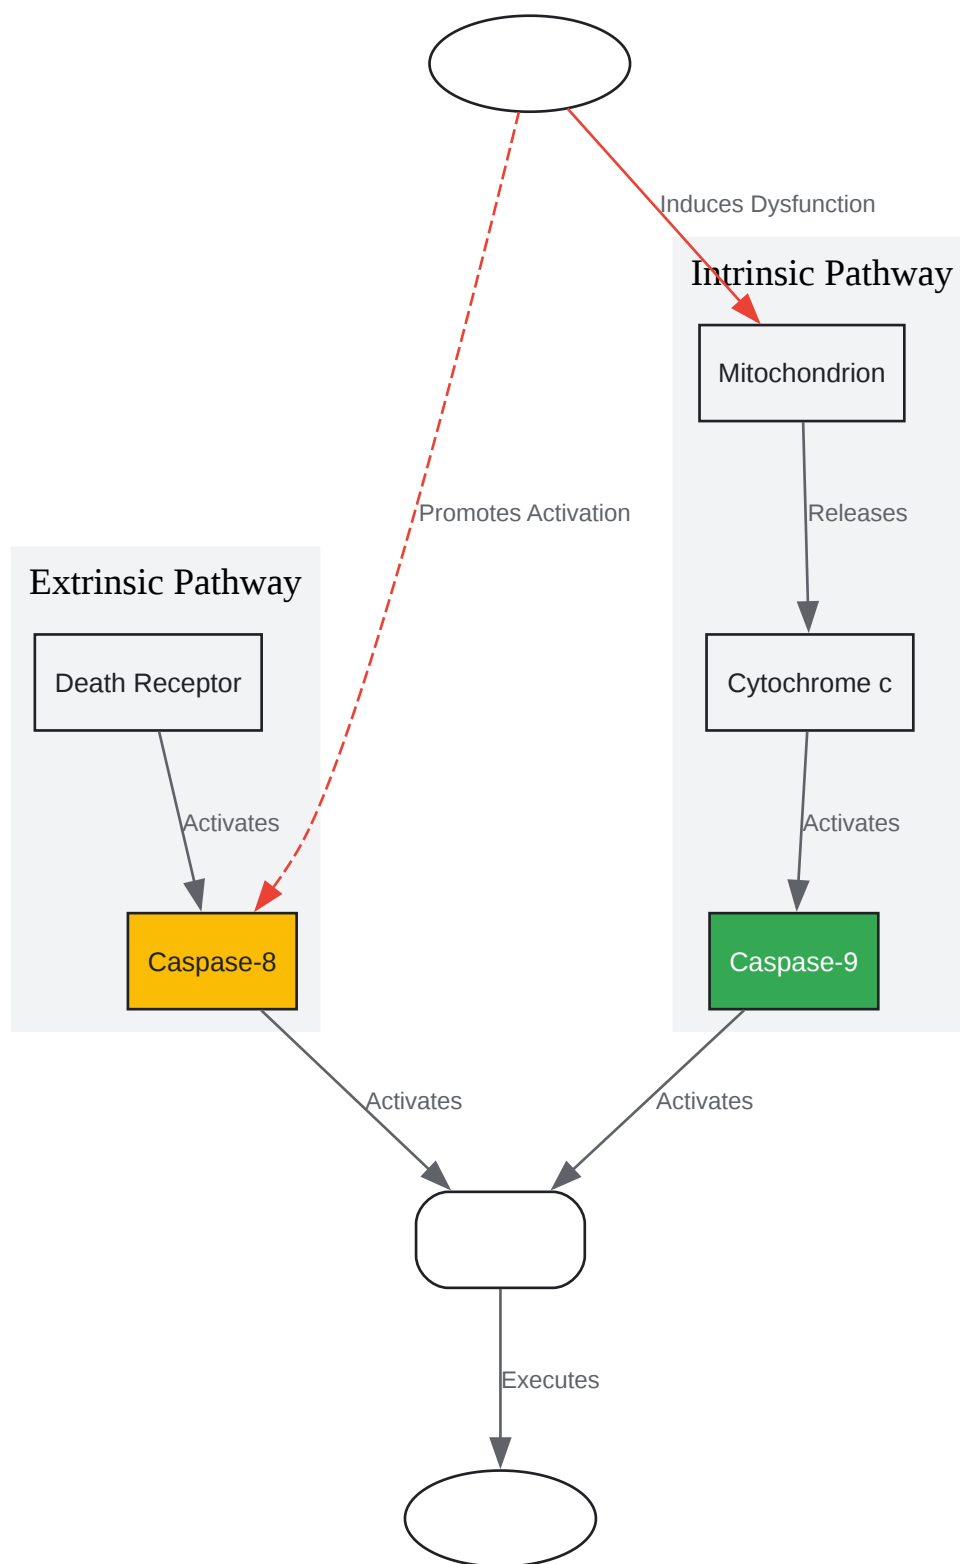 Induces Dysfunction
Intrinsic Pathway
Mitochondrion
Promotes Activation
Releases
Extrinsic Pathway
Death Receptor
Cytochrome c
Activates
Activates
Caspase-8
Caspase-9
Activates
Activates
Executes